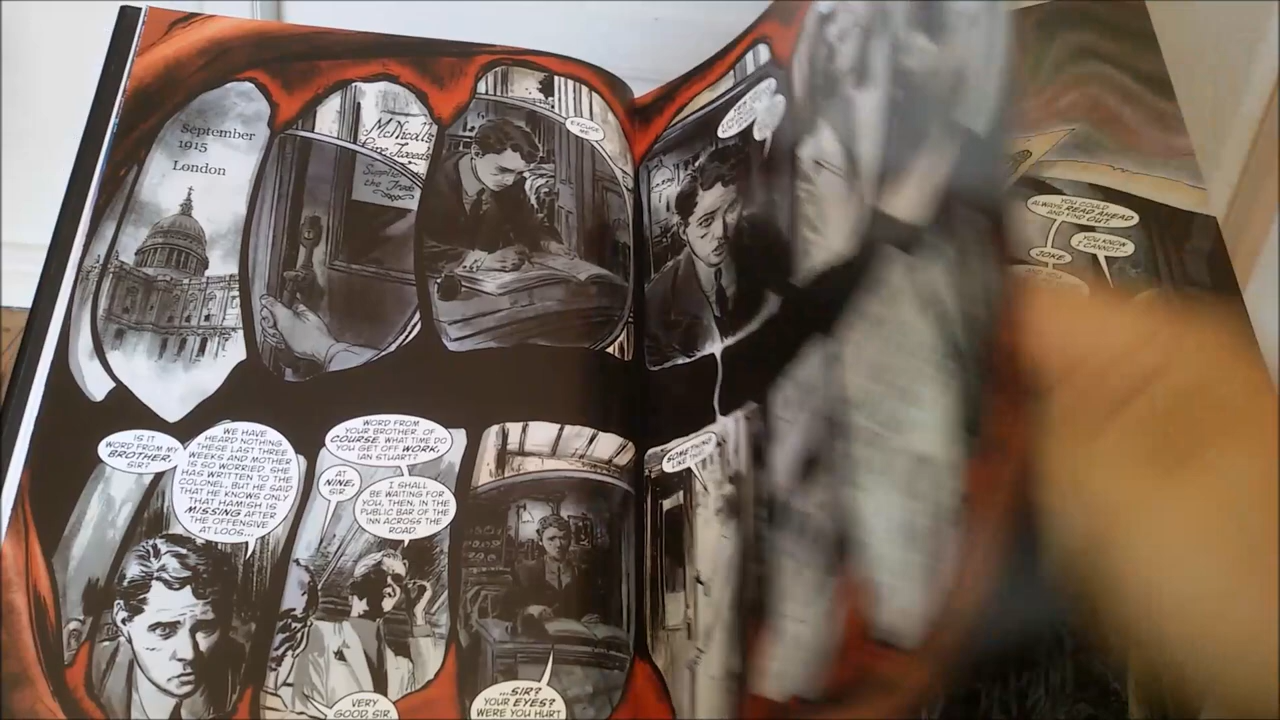 September
1915
London
McNicoll's
Fine Tweeds
the Trade
EXCUSE
ME.
IS IT
WORD FROM MY
BROTHER,
SIR?
WE HAVE
HEARD NOTHING
THESE LAST THREE
WEEKS AND MOTHER
IS SO WORRIED. SHE
HAS WRITTEN TO THE
COLONEL, BUT HE SAID
THAT HE KNOWS ONLY
THAT HAMISH IS
MISSING AFTER
THE OFFENSIVE
AT LOOS...
WORD FROM
YOUR BROTHER. OF
COURSE. WHAT TIME DO
YOU GET OFF WORK,
IAN STUART?
AT
NINE,
SIR.
I SHALL
BE WAITING FOR
YOU, THEN, IN THE
PUBLIC BAR OF THE
INN ACROSS THE
ROAD.
VERY
GOOD, SIR.
...SIR?
YOUR EYES?
WERE YOU HURT
SOMETHING
LIKE THAT.
YOU COULD
ALWAYS READ AHEAD
AND FIND OUT.
YOU KNOW
I CANNOT--
JOKE.
AND YOU